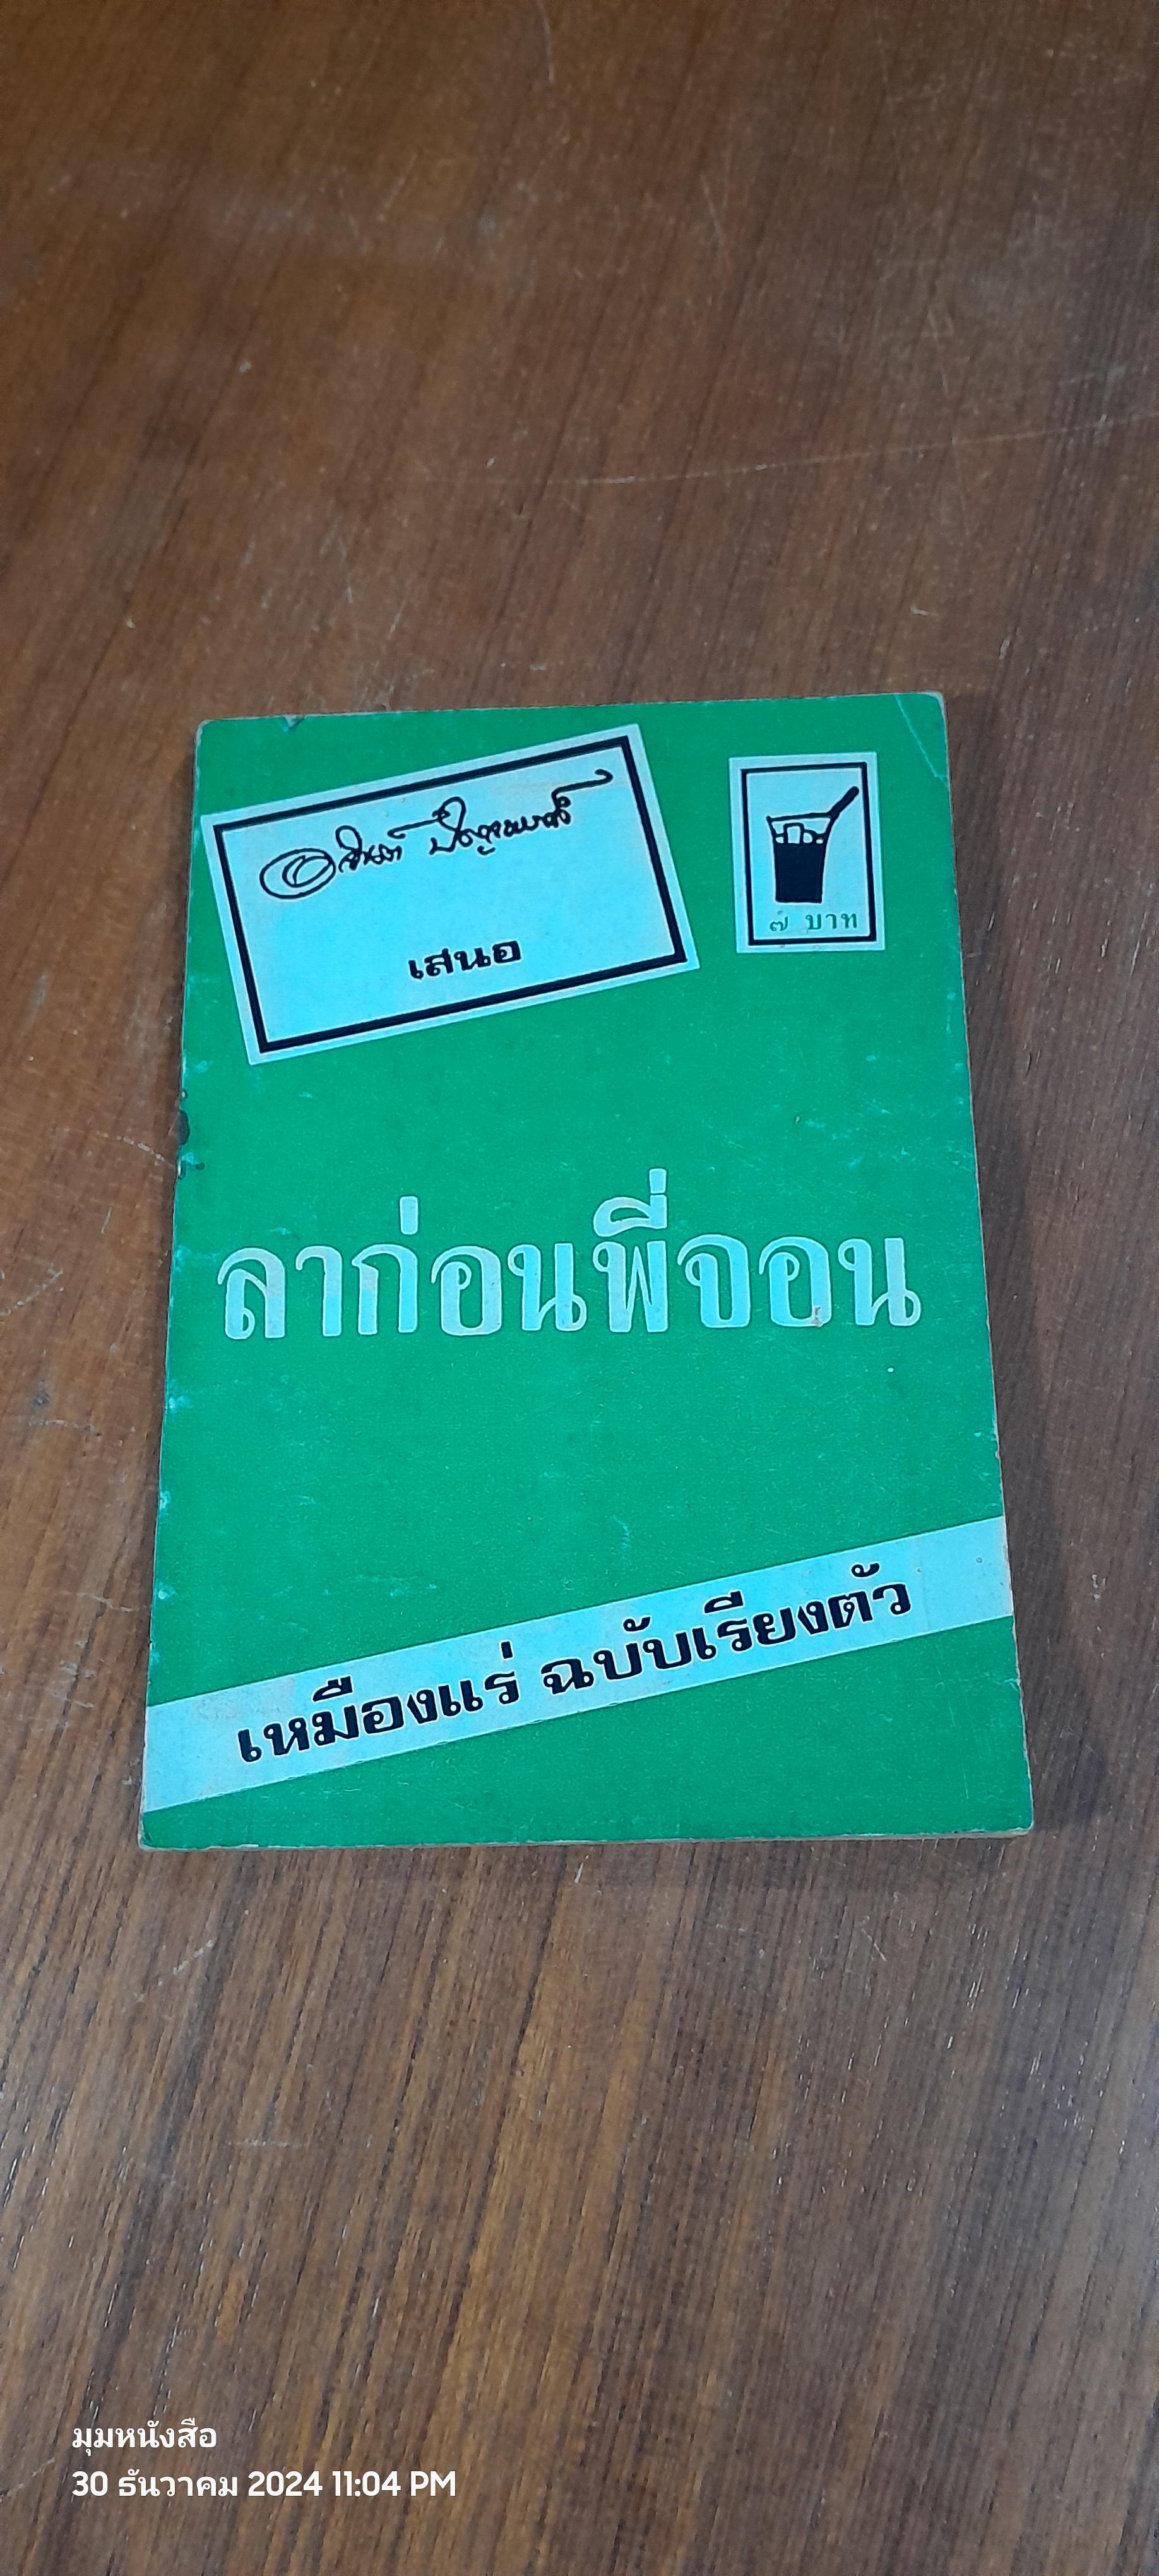 อาจินต์ ปัญจพรรค์
เสนอ
๗ บาท
ลาก่อนพี่จอน
เหมืองแร่ ฉบับเรียงตัว
มุมหนังสือ
30 ธันวาคม 2024 11:04 PM